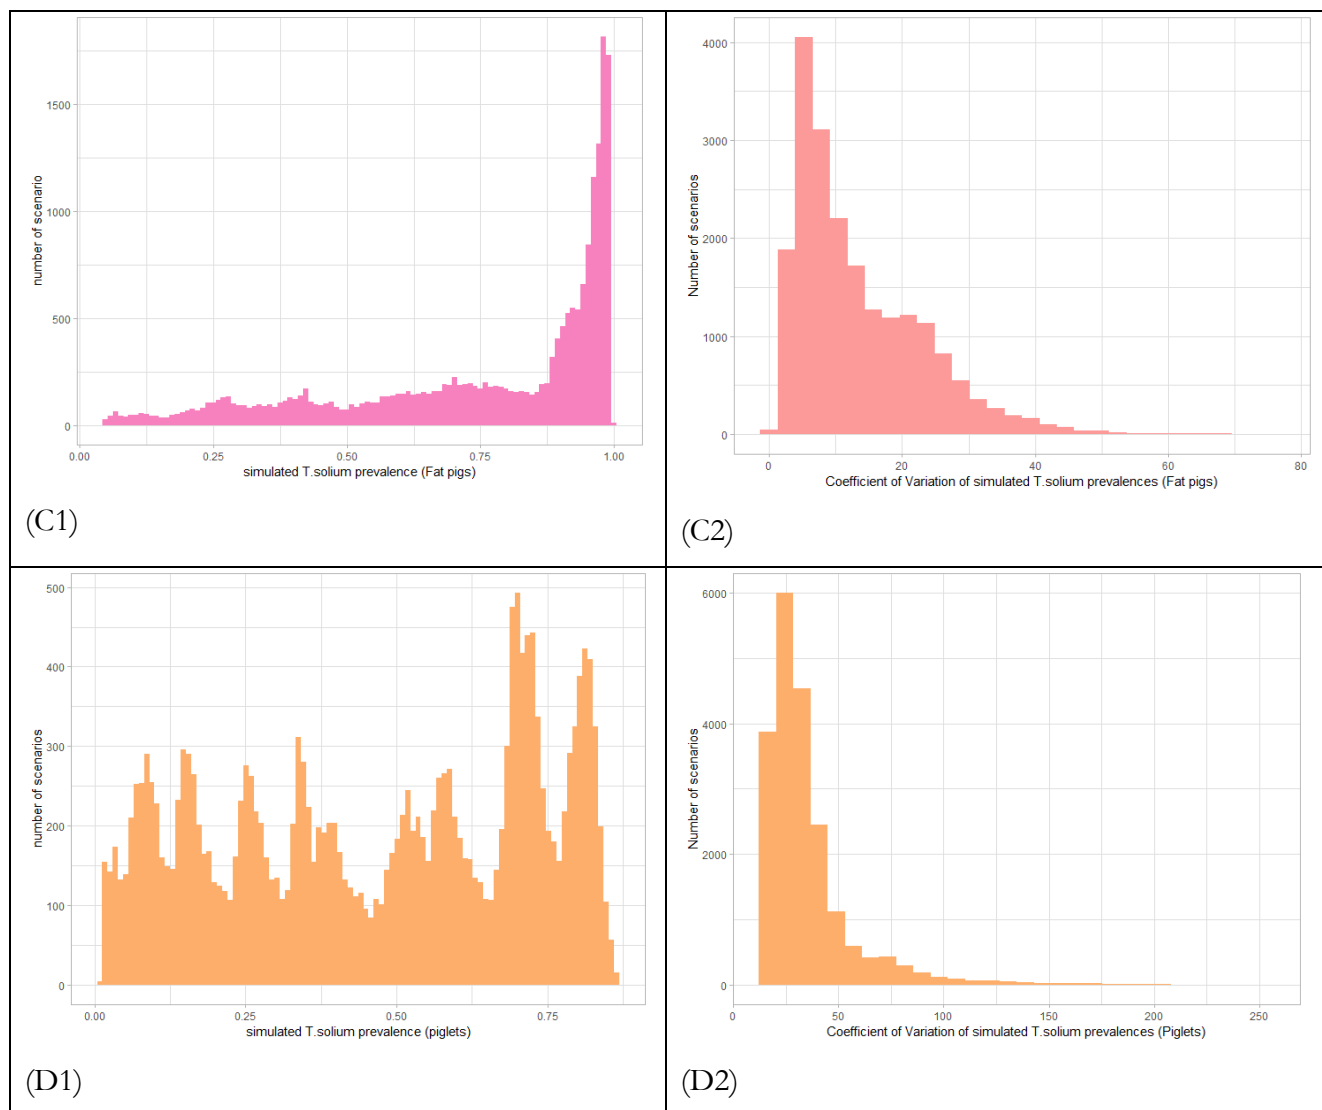 1500
1000
500
0
number of scenario
0.00 0.25 0.50 0.75 1.00
simulated T.solium prevalence (Fat pigs)
(C1)
4000
3000
2000
1000
0
Number of scenarios
0 20 40 60 80
Coefficient of Variation of simulated T.solium prevalences (Fat pigs)
(C2)
500
400
300
200
100
0
number of scenarios
0.00 0.25 0.50 0.75
simulated T.solium prevalence (piglets)
(D1)
6000
4000
2000
0
Number of scenarios
0 50 100 150 200 250
Coefficient of Variation of simulated T.solium prevalences (Piglets)
(D2)